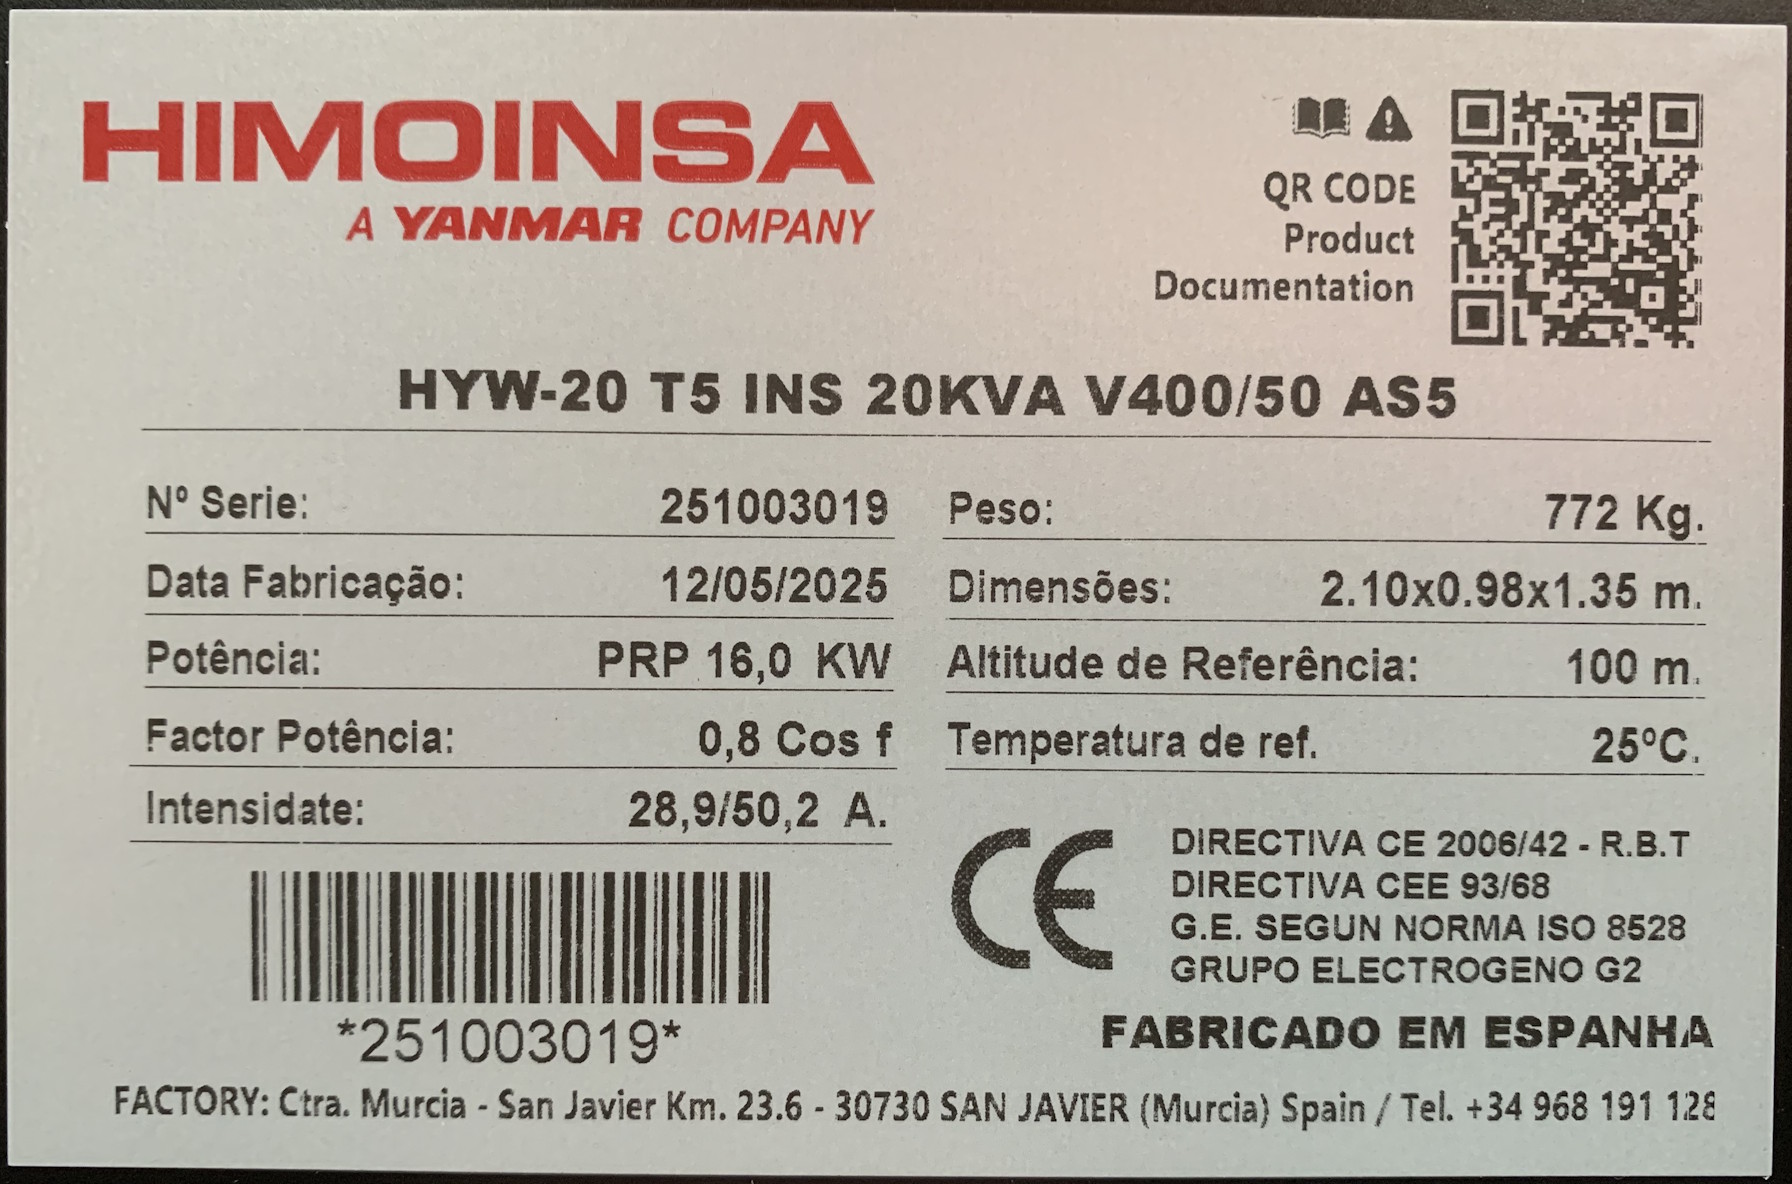 HIMOINSA
A YANMAR COMPANY
QR CODE
Product
Documentation
HYW-20 T5 INS 20KVA V400/50 AS5
Nº Serie: 251003019
Peso: 772 Kg.
Data Fabricação: 12/05/2025
Dimensões: 2.10x0.98x1.35 m.
Potência: PRP 16,0 KW
Altitude de Referência: 100 m.
Factor Potência: 0,8 Cos f
Temperatura de ref. 25ºC.
Intensidate: 28,9/50,2 A.
CE
DIRECTIVA CE 2006/42 - R.B.T
DIRECTIVA CEE 93/68
G.E. SEGUN NORMA ISO 8528
GRUPO ELECTROGENO G2
*251003019*
FABRICADO EM ESPANHA
FACTORY: Ctra. Murcia - San Javier Km. 23.6 - 30730 SAN JAVIER (Murcia) Spain / Tel. +34 968 191 128